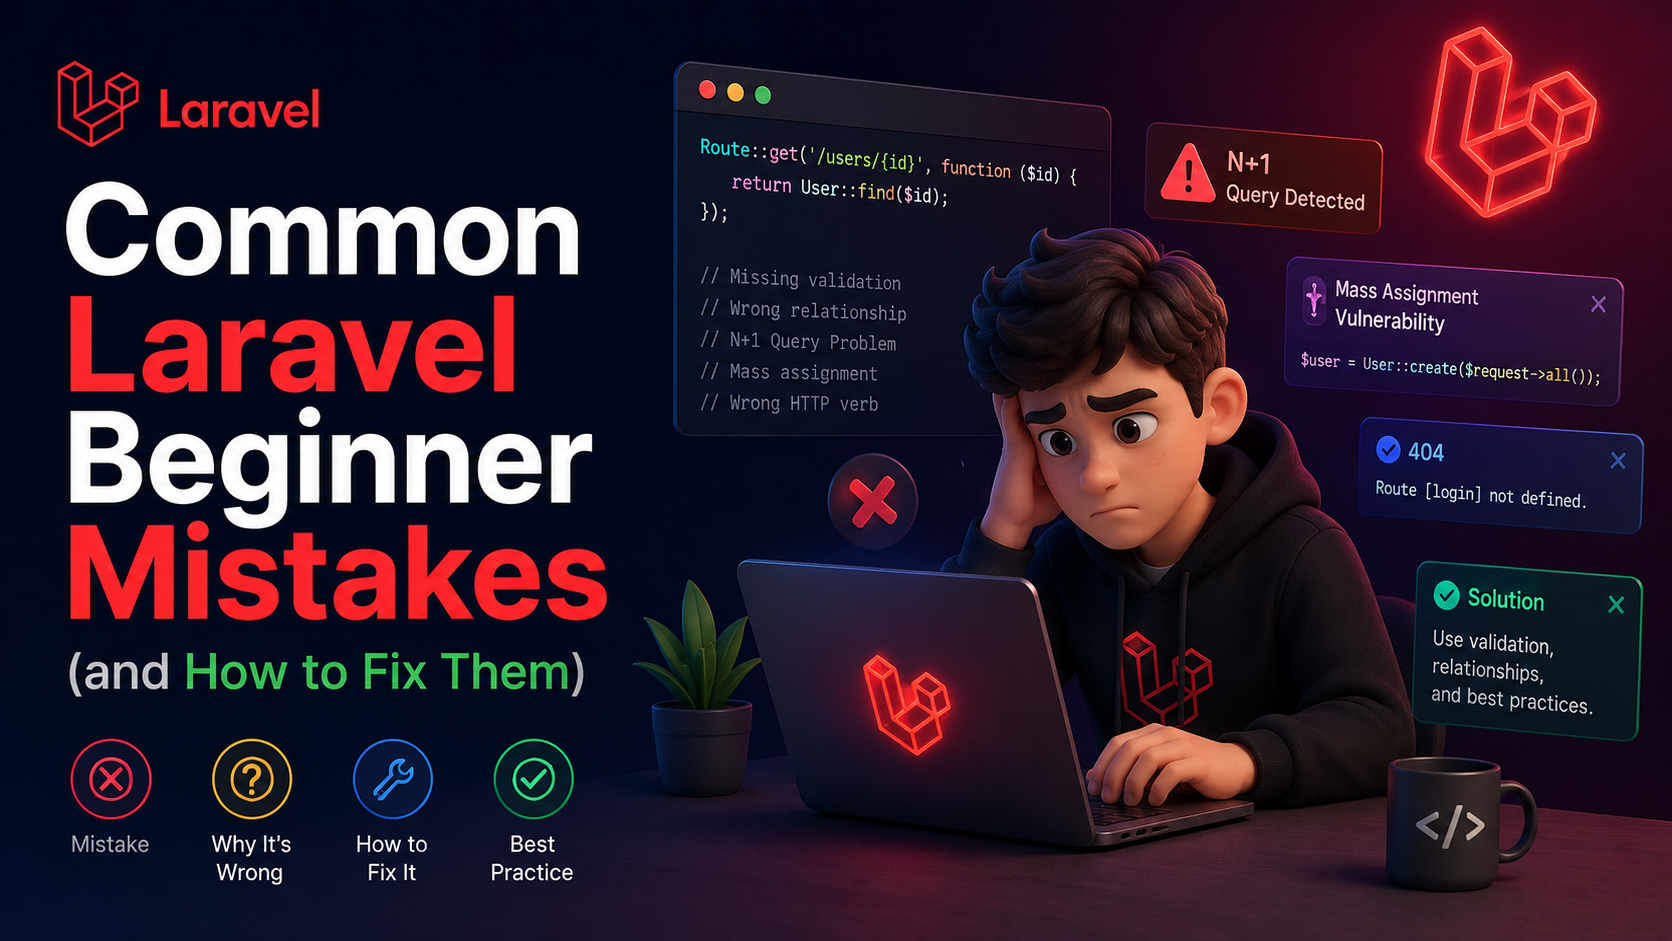 Laravel
Common
Laravel
Beginner
Mistakes
(and How to Fix Them)
Mistake
Why It's
Wrong
How to
Fix It
Best
Practice
Route::get('/users/{id}', function ($id) {
return User::find($id);
});
// Missing validation
// Wrong relationship
// N+1 Query Problem
// Mass assignment
// Wrong HTTP verb
N+1
Query Detected
Mass Assignment
Vulnerability
$user = User::create($request->all());
404
Route [login] not defined.
Solution
Use validation,
relationships,
and best practices.
</>